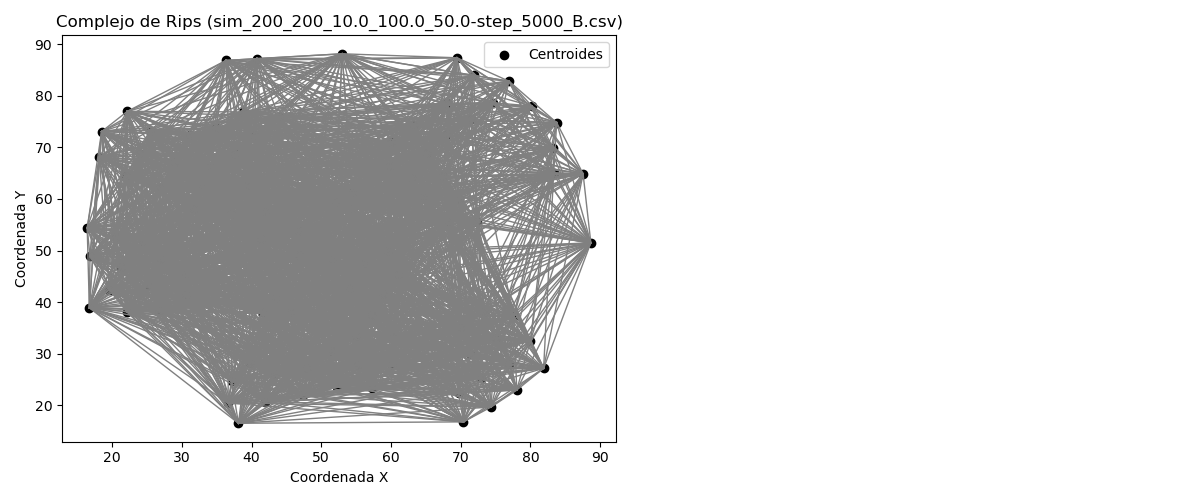 Complejo de Rips (sim_200_200_10.0_100.0_50.0-step_5000_B.csv)
Centroides
90
80
70
60
50
40
30
20
Coordenada Y
20 30 40 50 60 70 80 90
Coordenada X